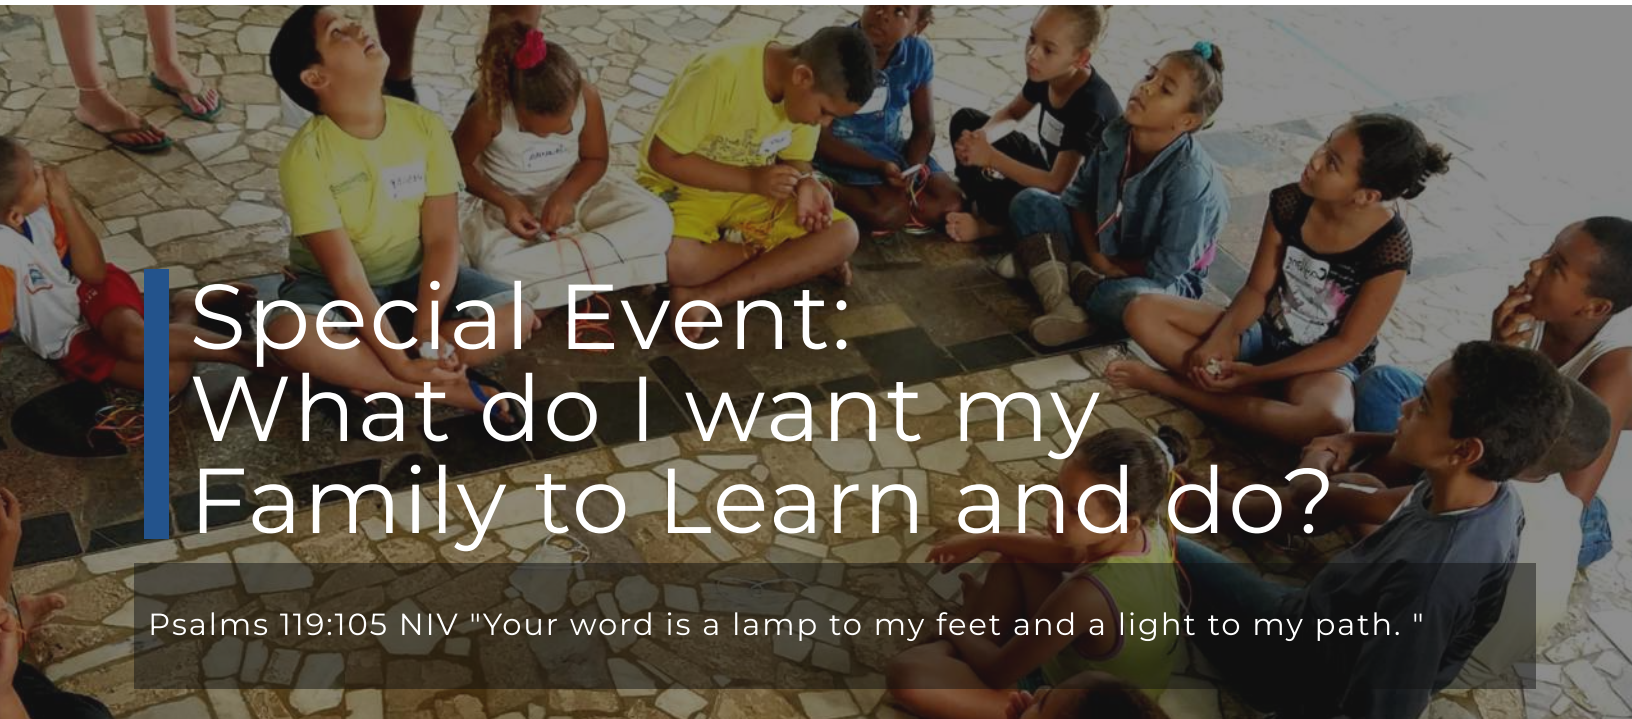 Special Event:
What do I want my
Family to Learn and do?
Psalms 119:105 NIV "Your word is a lamp to my feet and a light to my path. "